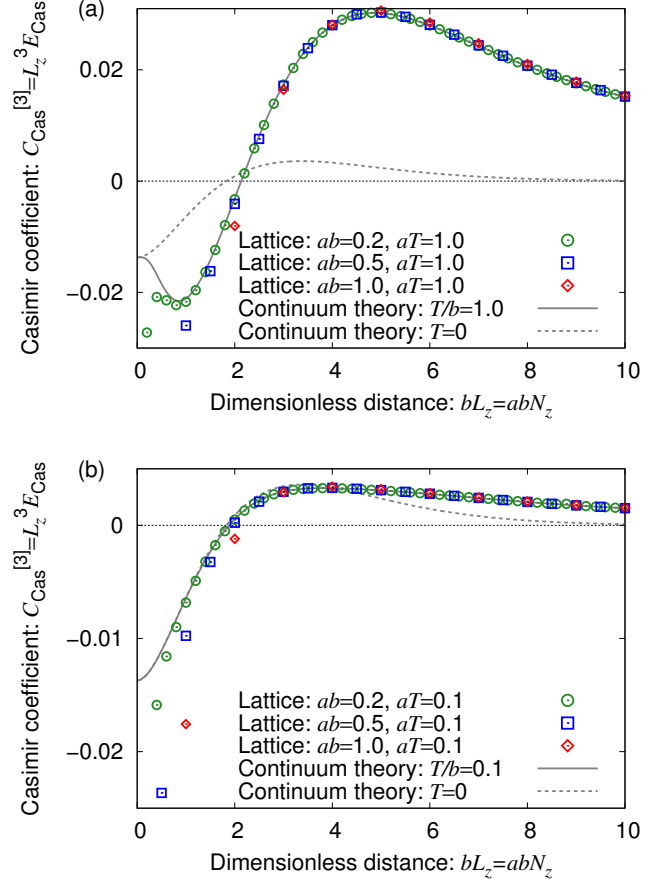 (a)
Casimir coefficient: C_Cas^[3]=L_z^3E_Cas
0.02
0
−0.02
Lattice: ab=0.2, aT=1.0
Lattice: ab=0.5, aT=1.0
Lattice: ab=1.0, aT=1.0
Continuum theory: T/b=1.0
Continuum theory: T=0
0 2 4 6 8 10
Dimensionless distance: bL_z=abN_z
(b)
Casimir coefficient: C_Cas^[3]=L_z^3E_Cas
0
−0.01
−0.02
Lattice: ab=0.2, aT=0.1
Lattice: ab=0.5, aT=0.1
Lattice: ab=1.0, aT=0.1
Continuum theory: T/b=0.1
Continuum theory: T=0
0 2 4 6 8 10
Dimensionless distance: bL_z=abN_z